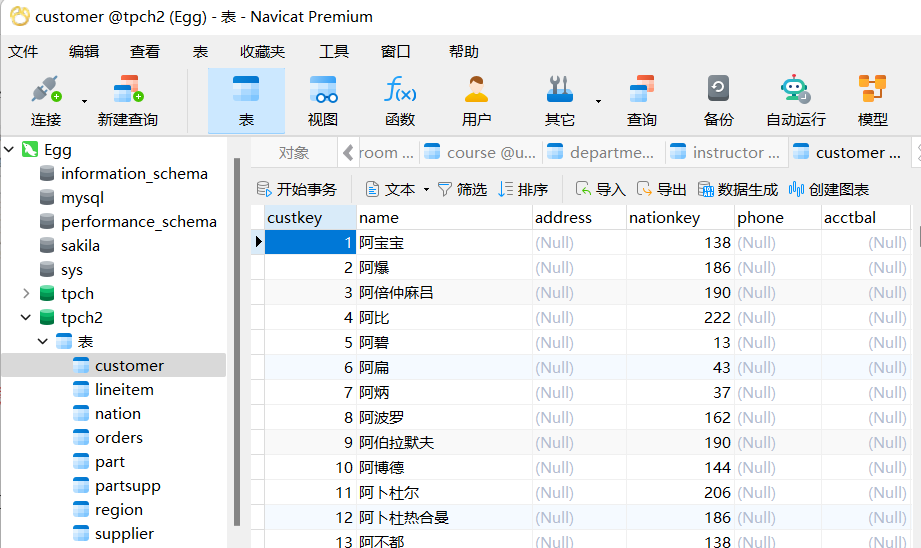 customer @tpch2 (Egg) - 表 - Navicat Premium
文件 编辑 查看 表 收藏夹 工具 窗口 帮助
连接 新建查询 表 视图 函数 用户 其它 查询 备份 自动运行 模型
Egg
information_schema
mysql
performance_schema
sakila
sys
tpch
tpch2
表
customer
lineitem
nation
orders
part
partsupp
region
supplier
对象 room ... course @u... departme... instructor ... customer ...
开始事务 文本 筛选 排序 导入 导出 数据生成 创建图表
custkey name address nationkey phone acctbal
1 阿宝宝 (Null) 138 (Null) (Null)
2 阿爆 (Null) 186 (Null) (Null)
3 阿倍仲麻吕 (Null) 190 (Null) (Null)
4 阿比 (Null) 222 (Null) (Null)
5 阿碧 (Null) 13 (Null) (Null)
6 阿扁 (Null) 43 (Null) (Null)
7 阿炳 (Null) 37 (Null) (Null)
8 阿波罗 (Null) 162 (Null) (Null)
9 阿伯拉默夫 (Null) 190 (Null) (Null)
10 阿博德 (Null) 144 (Null) (Null)
11 阿卜杜尔 (Null) 206 (Null) (Null)
12 阿卜杜热合曼 (Null) 186 (Null) (Null)
13 阿不都 (Null) 138 (Null) (Null)